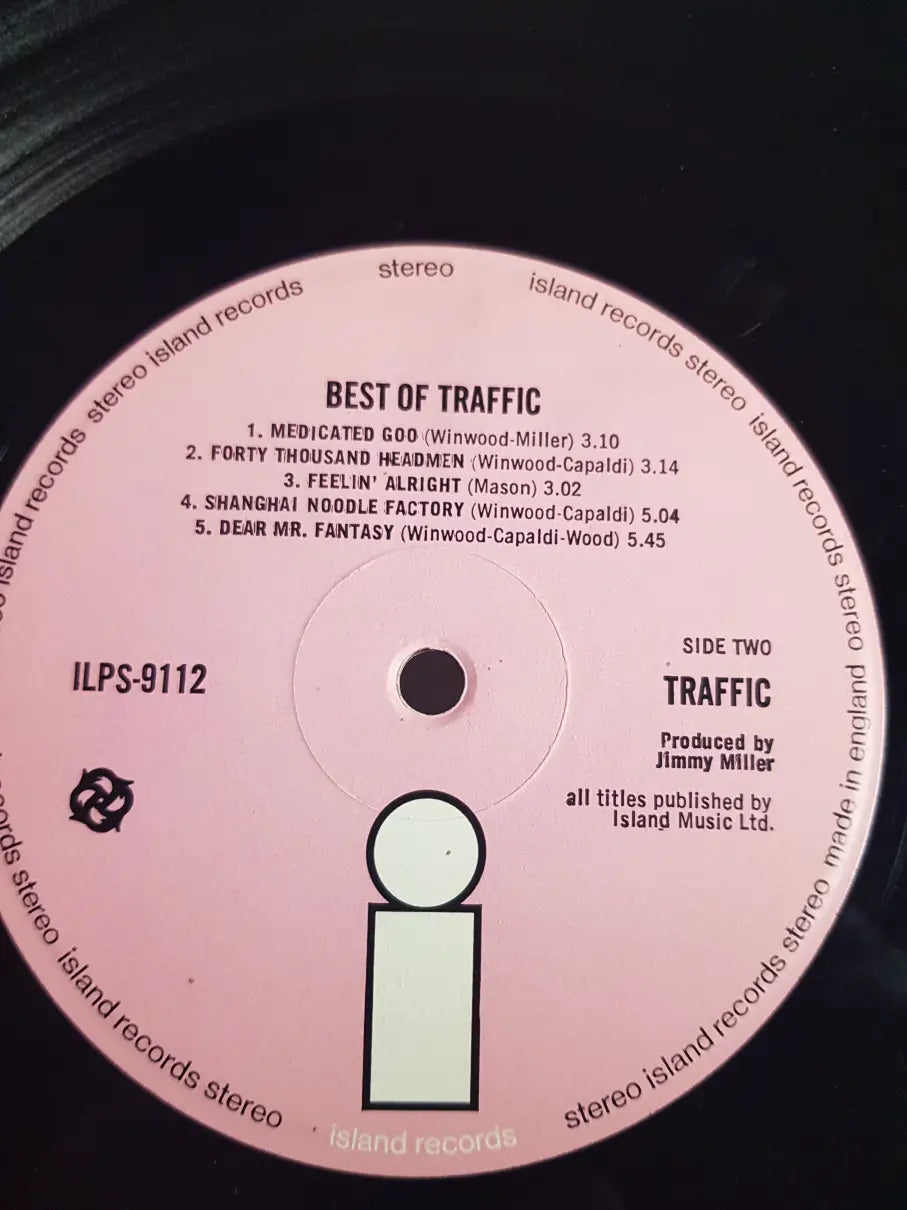 stereo
island records stereo
island records stereo
made in england
stereo island records
island records
island records stereo
island records
stereo island records
BEST OF TRAFFIC
1. MEDICATED GOO (Winwood-Miller) 3.10
2. FORTY THOUSAND HEADMEN (Winwood-Capaldi) 3.14
3. FEELIN' ALRIGHT (Mason) 3.02
4. SHANGHAI NOODLE FACTORY (Winwood-Capaldi) 5.04
5. DEAR MR. FANTASY (Winwood-Capaldi-Wood) 5.45
SIDE TWO
ILPS-9112
TRAFFIC
Produced by
Jimmy Miller
all titles published by
Island Music Ltd.